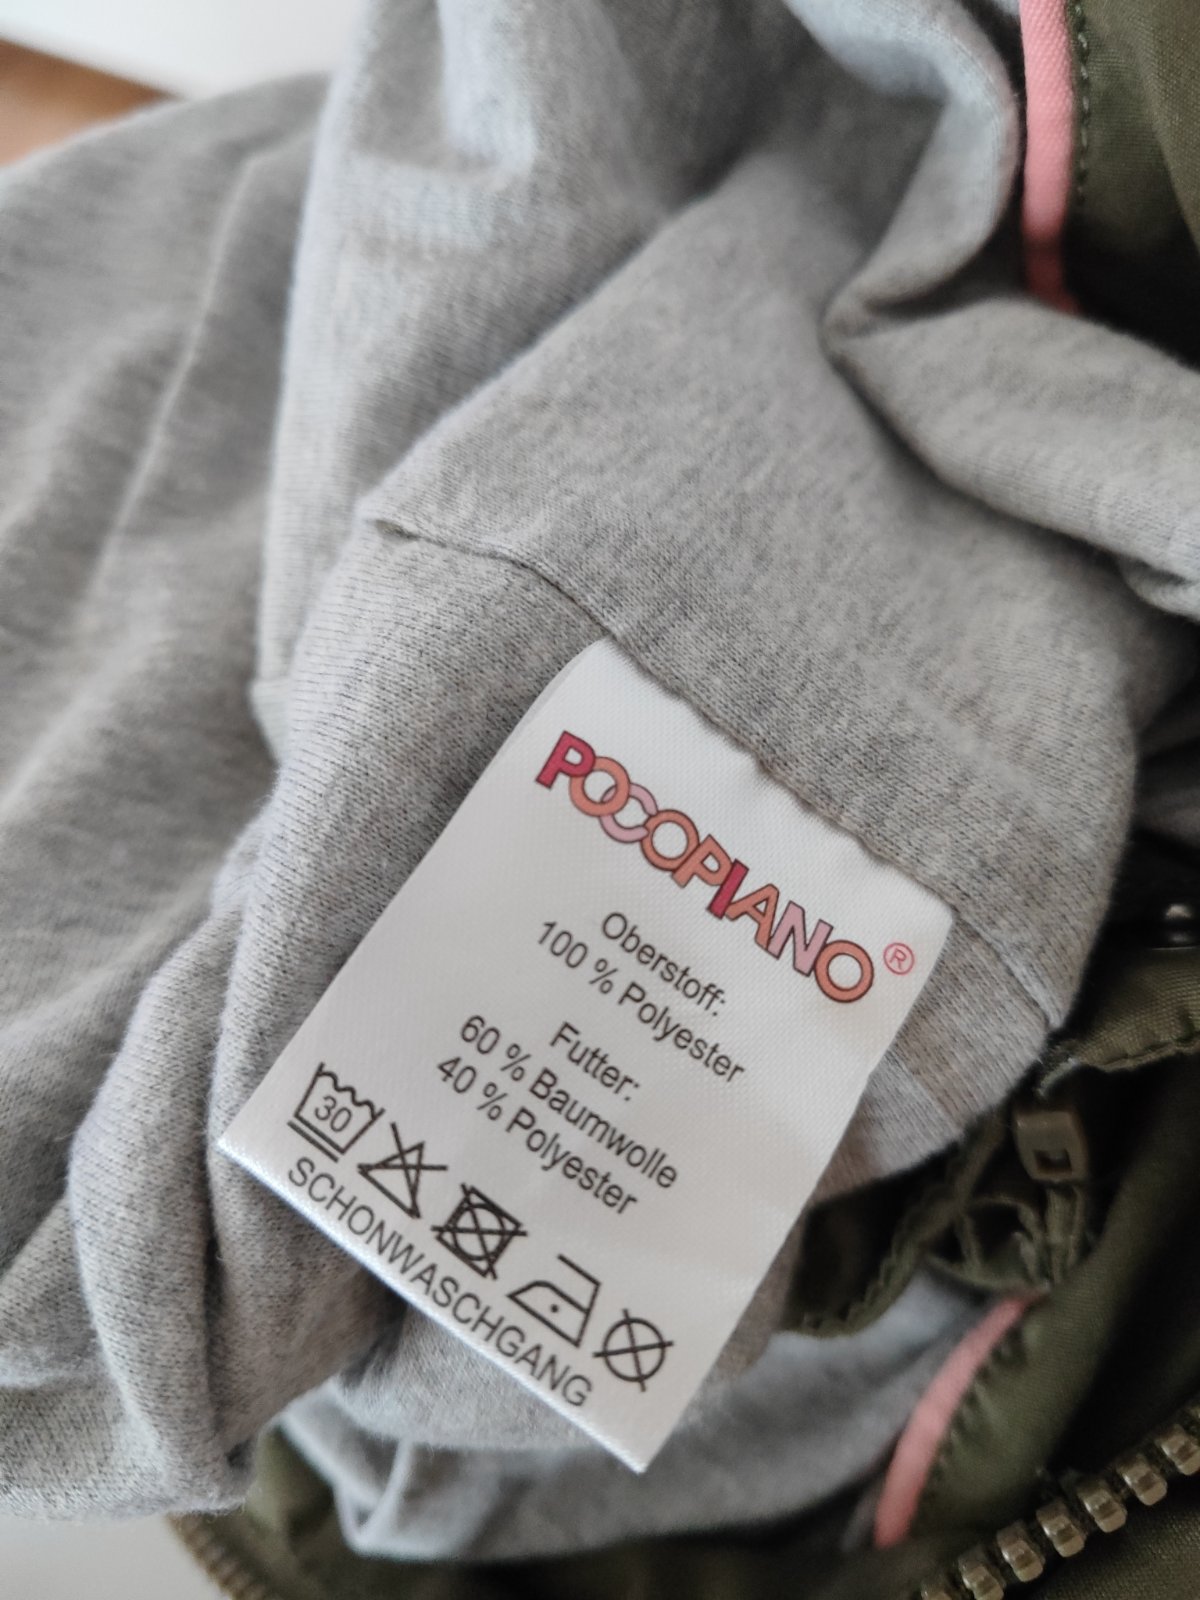 POCOPIANO®
Oberstoff:
100 % Polyester
Futter:
60 % Baumwolle
40 % Polyester
30
SCHONWASCHGANG